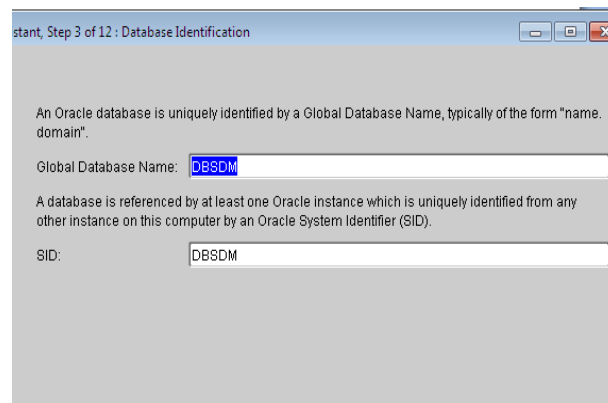 stant, Step 3 of 12 : Database Identification
An Oracle database is uniquely identified by a Global Database Name, typically of the form "name.
domain".
Global Database Name: DBSDM
A database is referenced by at least one Oracle instance which is uniquely identified from any
other instance on this computer by an Oracle System Identifier (SID).
SID: DBSDM